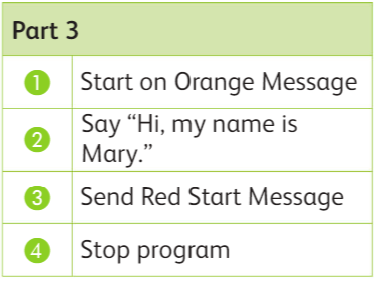 Part 3
1 Start on Orange Message
2 Say “Hi, my name is
Mary.”
3 Send Red Start Message
4 Stop program